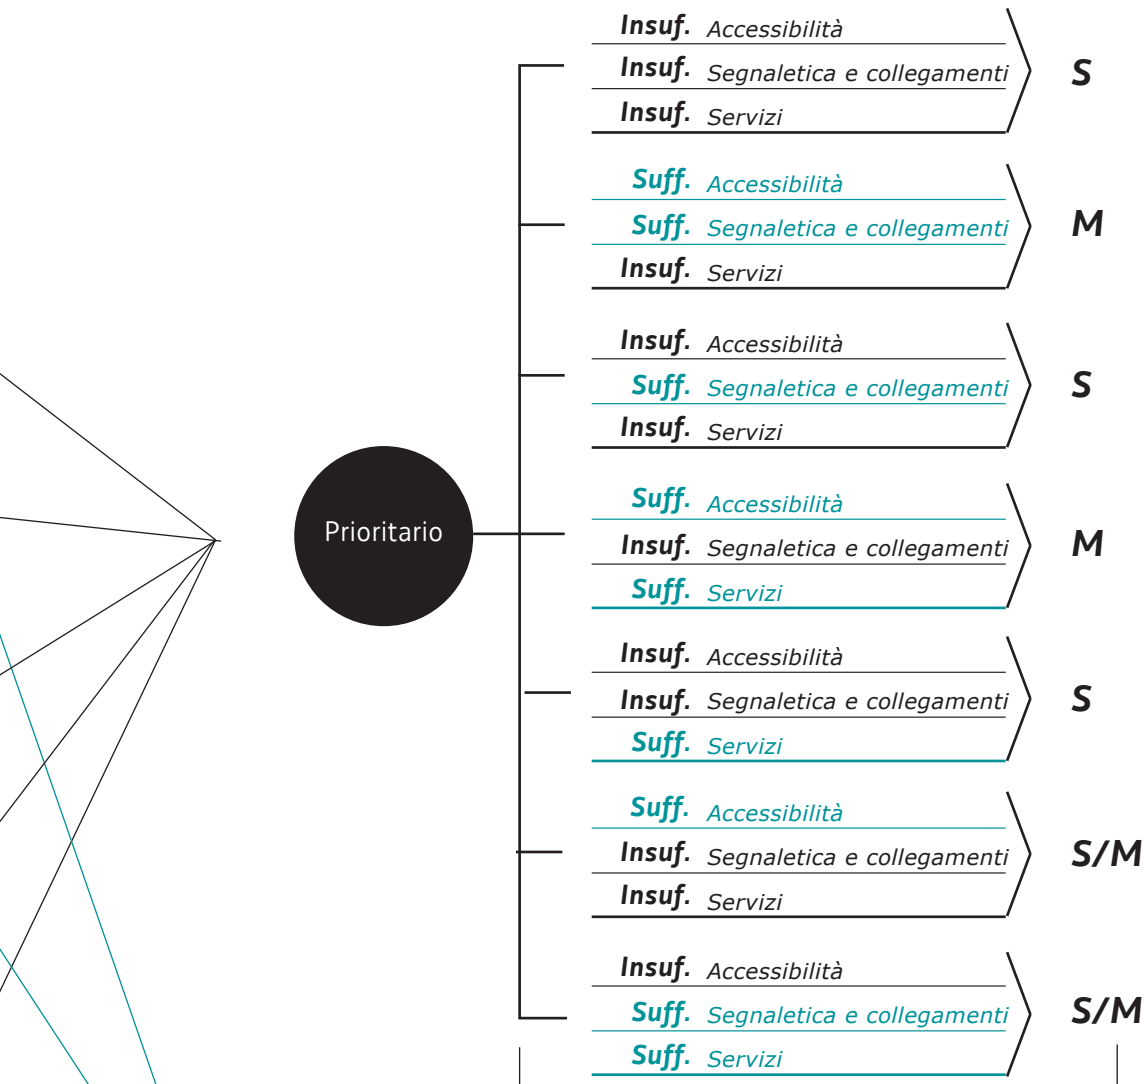 Prioritario
Insuf. Accessibilità
Insuf. Segnaletica e collegamenti
Insuf. Servizi
S
Suff. Accessibilità
Suff. Segnaletica e collegamenti
Insuf. Servizi
M
Insuf. Accessibilità
Suff. Segnaletica e collegamenti
Insuf. Servizi
S
Suff. Accessibilità
Insuf. Segnaletica e collegamenti
Suff. Servizi
M
Insuf. Accessibilità
Insuf. Segnaletica e collegamenti
Suff. Servizi
S
Suff. Accessibilità
Insuf. Segnaletica e collegamenti
Insuf. Servizi
S/M
Insuf. Accessibilità
Suff. Segnaletica e collegamenti
Suff. Servizi
S/M